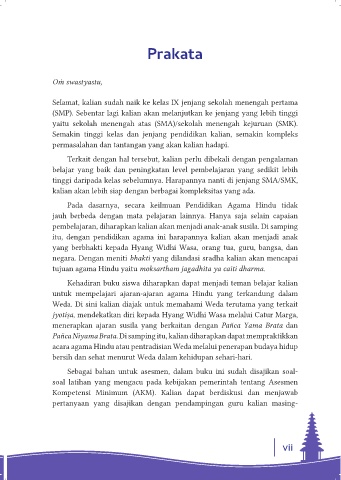 Prakata
Oṁ swastyastu,
Selamat, kalian sudah naik ke kelas IX jenjang sekolah menengah pertama
(SMP). Sebentar lagi kalian akan melanjutkan ke jenjang yang lebih tinggi
yaitu sekolah menengah atas (SMA)/sekolah menengah kejuruan (SMK).
Semakin tinggi kelas dan jenjang pendidikan kalian, semakin kompleks
permasalahan dan tantangan yang akan kalian hadapi.
Terkait dengan hal tersebut, kalian perlu dibekali dengan pengalaman
belajar yang baik dan peningkatan level pembelajaran yang sedikit lebih
tinggi daripada kelas sebelumnya. Harapannya nanti di jenjang SMA/SMK,
kalian akan lebih siap dengan berbagai kompleksitas yang ada.
Pada dasarnya, secara keilmuan Pendidikan Agama Hindu tidak
jauh berbeda dengan mata pelajaran lainnya. Hanya saja selain capaian
pembelajaran, diharapkan kalian akan menjadi anak-anak susila. Di samping
itu, dengan pendidikan agama ini harapannya kalian akan menjadi anak
yang berbhakti kepada Hyang Widhi Wasa, orang tua, guru, bangsa, dan
negara. Dengan meniti bhakti yang dilandasi sradha kalian akan mencapai
tujuan agama Hindu yaitu moksartham jagadhita ya caiti dharma.
Kehadiran buku siswa diharapkan dapat menjadi teman belajar kalian
untuk mempelajari ajaran-ajaran agama Hindu yang terkandung dalam
Weda. Di sini kalian diajak untuk memahami Weda terutama yang terkait
jyotiṣa, mendekatkan diri kepada Hyang Widhi Wasa melalui Catur Marga,
menerapkan ajaran susila yang berkaitan dengan Pañca Yama Brata dan
Pañca Niyama Brata. Di samping itu, kalian diharapkan dapat mempraktikkan
acara agama Hindu atau pentradisian Weda melalui penerapan budaya hidup
bersih dan sehat menurut Weda dalam kehidupan sehari-hari.
Sebagai bahan untuk asesmen, dalam buku ini sudah disajikan soal-
soal latihan yang mengacu pada kebijakan pemerintah tentang Asesmen
Kompetensi Minimum (AKM). Kalian dapat berdiskusi dan menjawab
pertanyaan yang disajikan dengan pendampingan guru kalian masing-
vii